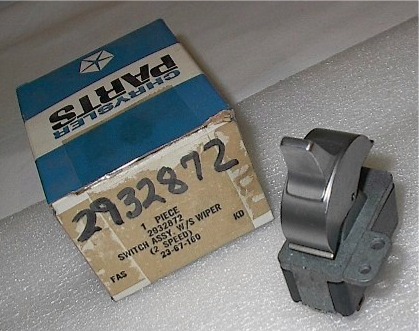 CHRYSLER
PARTS
2932872
PIECE
1 2932872
SWITCH ASSY. W/S WIPER
(2 SPEED)
23-67-160
FAS
KD